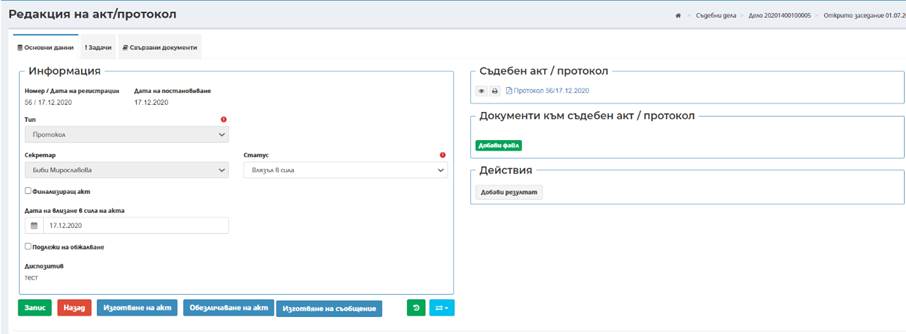 Редакция на акт/протокол
Съдебни дела
Дело 20201400100005
Открито заседание 01.07.2
Основни данни
! Задачи
Свързани документи
Информация
Номер / Дата на регистрация
Дата на постановяване
56 / 17.12.2020
17.12.2020
Тип
Протокол
Секретар
Статус
Биби Мирославова
Влязъл в сила
Финализиращ акт
Дата на влизане в сила на акта
17.12.2020
Подлежи на обжалване
Диспозитив
тест
Запис
Назад
Изготвяне на акт
Обезличаване на акт
Изготвяне на съобщение
Съдебен акт / протокол
Протокол 56/17.12.2020
Документи към съдебен акт / протокол
Добави файл
Действия
Добави резултат